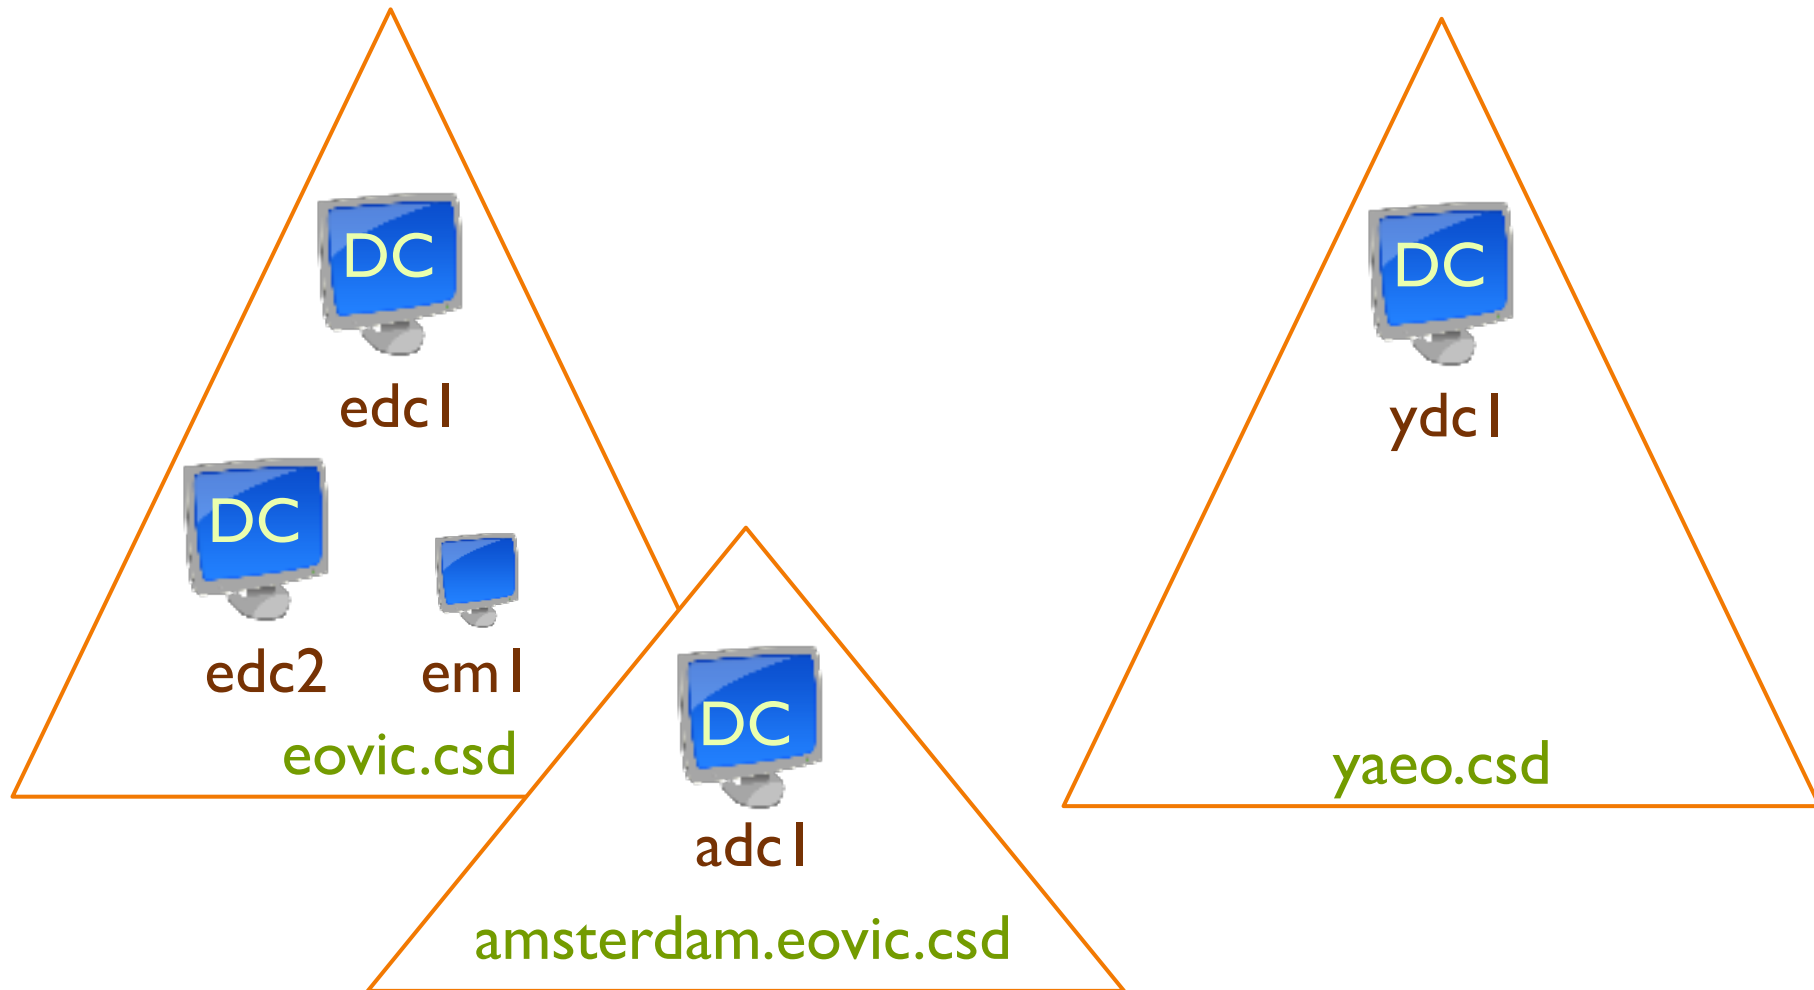 DC
edc1
DC
edc2
em1
eovic.csd
DC
adc1
amsterdam.eovic.csd
DC
ydc1
yaeo.csd